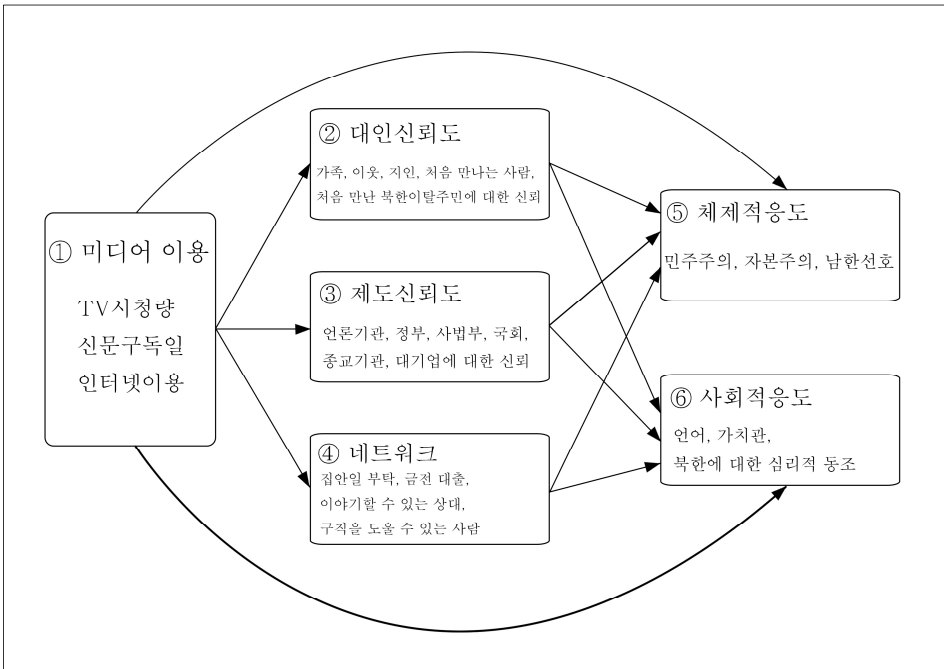 ① 미디어 이용
TV시청량
신문구독일
인터넷이용
② 대인신뢰도
가족, 이웃, 지인, 처음 만나는 사람,
처음 만난 북한이탈주민에 대한 신뢰
③ 제도신뢰도
언론기관, 정부, 사법부, 국회,
종교기관, 대기업에 대한 신뢰
④ 네트워크
집안일 부탁, 금전 대출,
이야기할 수 있는 상대,
구직을 도울 수 있는 사람
⑤ 체제적응도
민주주의, 자본주의, 남한선호
⑥ 사회적응도
언어, 가치관,
북한에 대한 심리적 동조